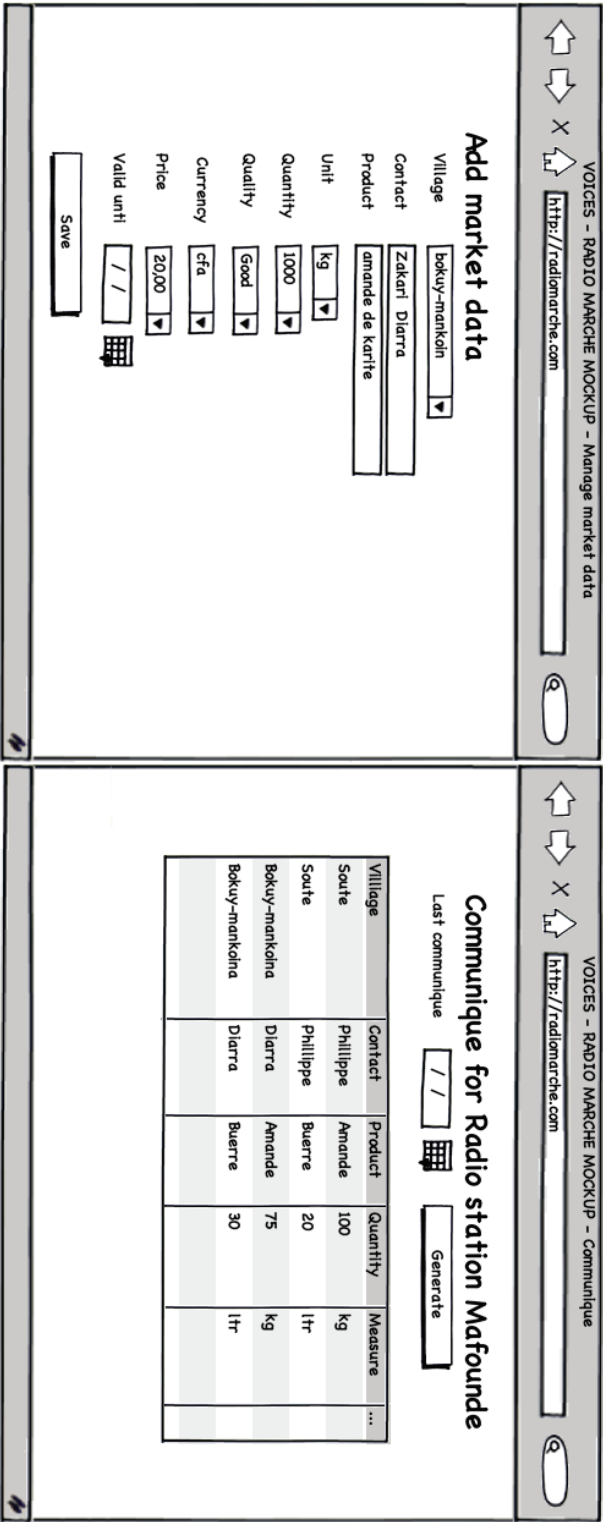 VOICES - RADIO MARCHE MOCKUP - Manage market data
X
http://radiomarche.com
Add market data
Village bokuy-mankoin
Contact Zakari Diarra
Product amande de karite
Unit kg
Quantity 1000
Quality Good
Currency cfa
Price 20,00
Valid unti / /
Save
VOICES - RADIO MARCHE MOCKUP - Communique
X
http://radiomarche.com
Communique for Radio station Mafounde
Last communique / / Generate
Villiage Contact Product Quantity Measure ...
Soute Phillippe Amande 100 kg
Soute Phillippe Buerre 20 ltr
Bokuy-mankoina Diarra Amande 75 kg
Bokuy-mankoina Diarra Buerre 30 ltr